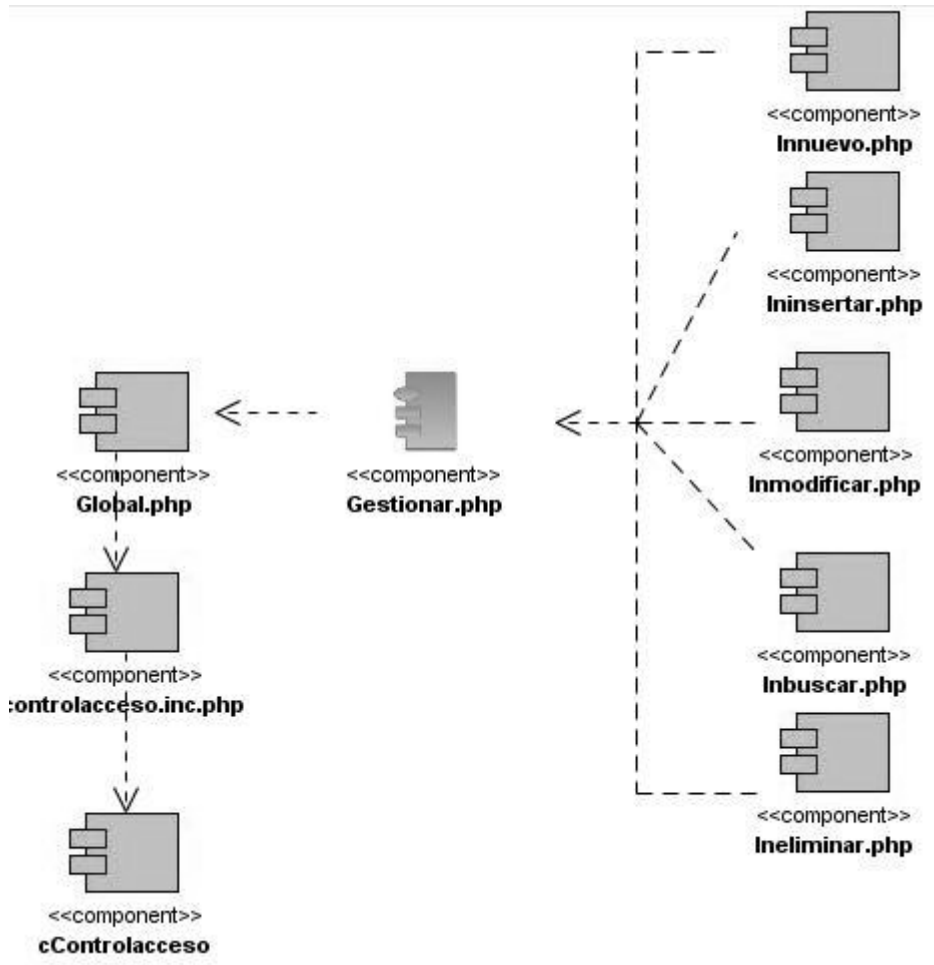 <<component>>
Innuevo.php
<<component>>
Ininsertar.php
<<component>>
Global.php
<<component>>
Gestionar.php
<<component>>
Inmodificar.php
<<component>>
controlacceso.inc.php
<<component>>
Inbuscar.php
<<component>>
Ineliminar.php
<<component>>
cControlacceso